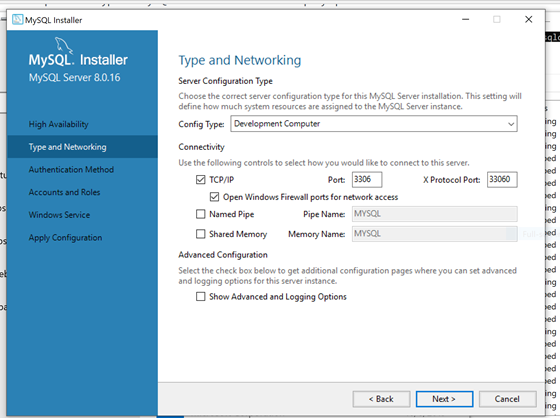 MySQL Installer
MySQL. Installer
MySQL Server 8.0.16
High Availability
Type and Networking
Authentication Method
Accounts and Roles
Windows Service
Apply Configuration
Type and Networking
Server Configuration Type
Choose the correct server configuration type for this MySQL Server installation. This setting will
define how much system resources are assigned to the MySQL Server instance.
Config Type: Development Computer
Connectivity
Use the following controls to select how you would like to connect to this server.
TCP/IP Port: 3306 X Protocol Port: 33060
Open Windows Firewall ports for network access
Named Pipe Pipe Name: MYSQL
Shared Memory Memory Name: MYSQL
Advanced Configuration
Select the check box below to get additional configuration pages where you can set advanced
and logging options for this server instance.
Show Advanced and Logging Options
< Back Next > Cancel